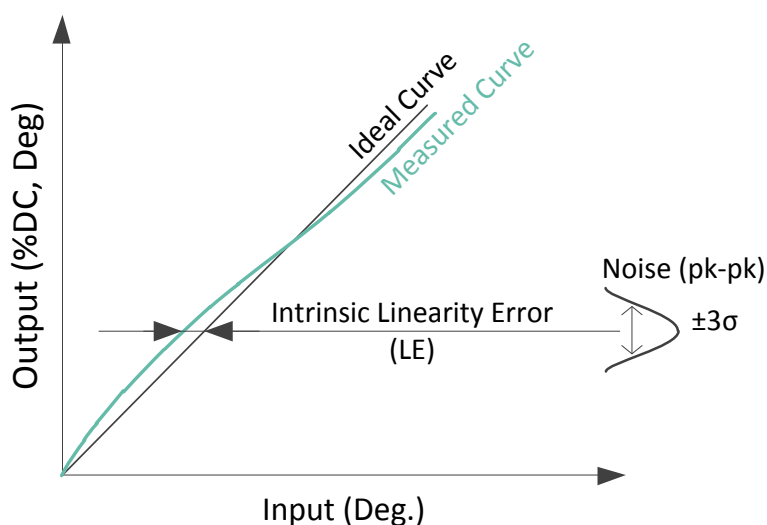 Output (%DC, Deg)
Ideal Curve
Measured Curve
Noise (pk-pk)
±3σ
Intrinsic Linearity Error
(LE)
Input (Deg.)